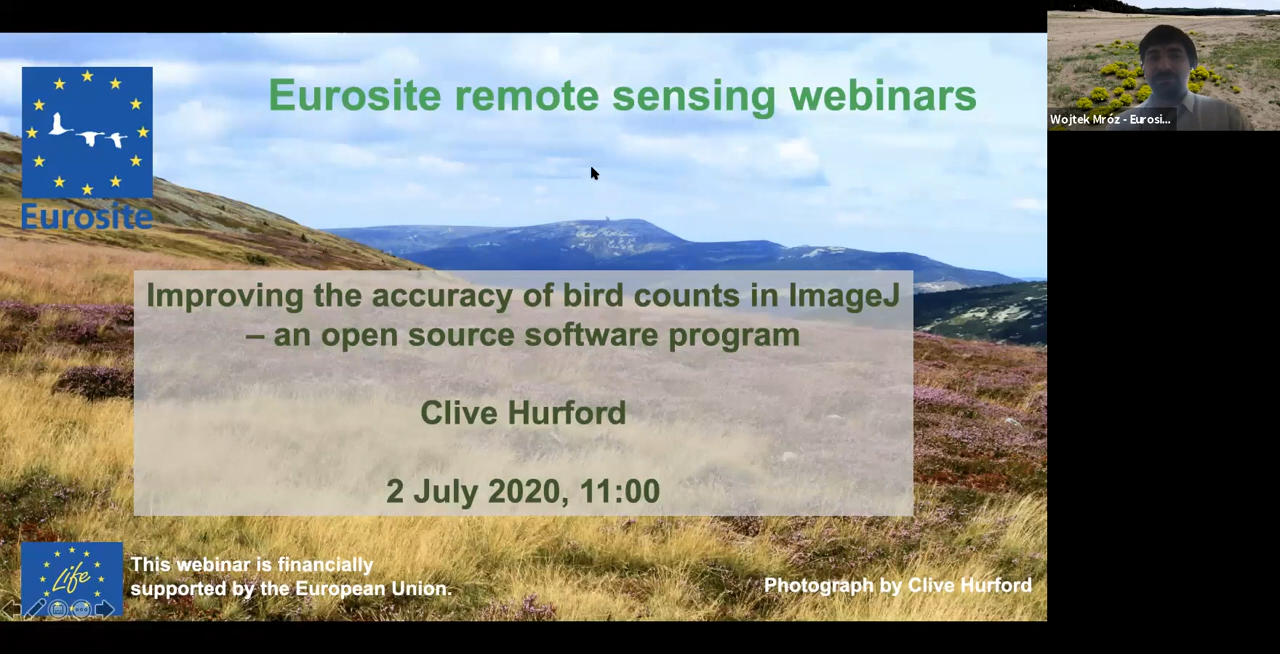 Eurosite remote sensing webinars
Eurosite
Wojtek Mróz - Eurosi...
Improving the accuracy of bird counts in ImageJ
– an open source software program
Clive Hurford
2 July 2020, 11:00
Life
This webinar is financially
supported by the European Union.
Photograph by Clive Hurford